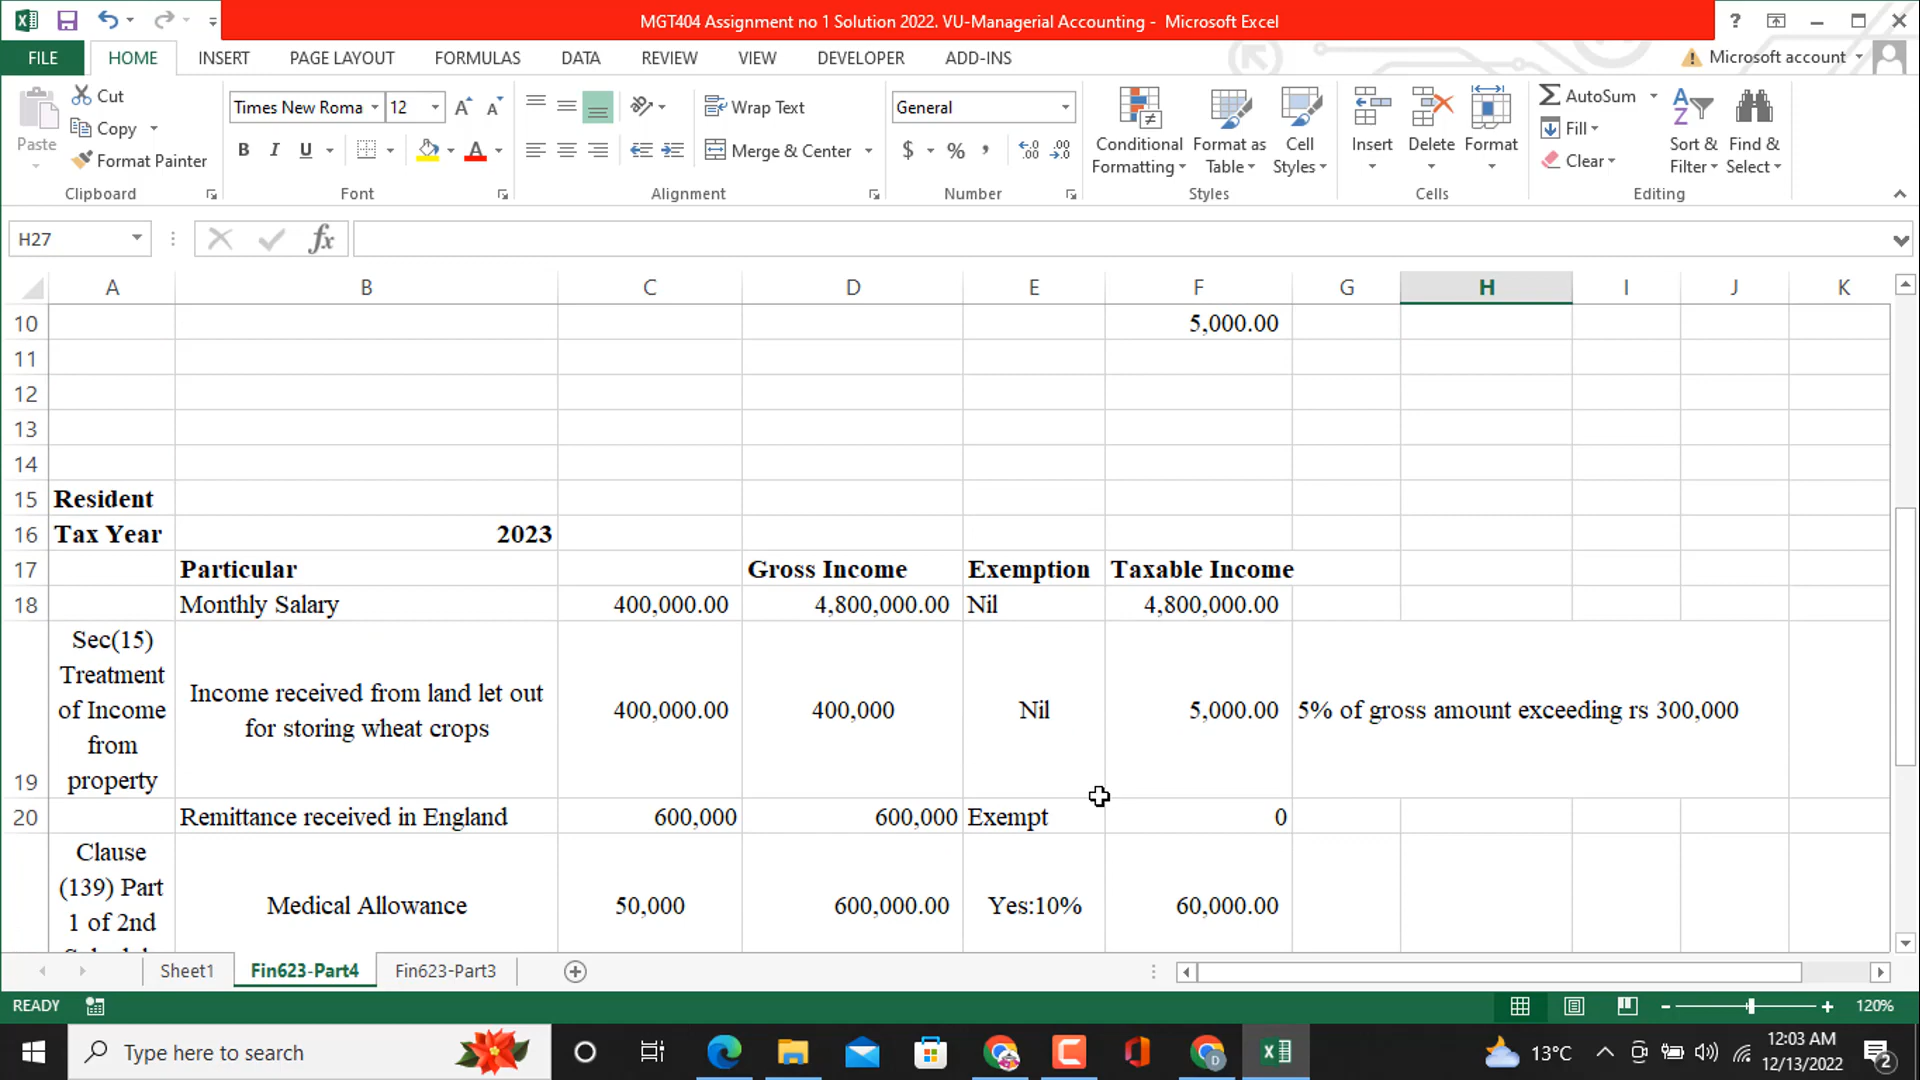 MGT404 Assignment no 1 Solution 2022. VU-Managerial Accounting - Microsoft Excel
FILE HOME INSERT PAGE LAYOUT FORMULAS DATA REVIEW VIEW DEVELOPER ADD-INS Microsoft account
Paste
Cut
Copy
Format Painter
Clipboard
Times New Roma 12
B I U
Font
Wrap Text
Merge & Center
Alignment
General
$ % ,
Number
Conditional Formatting
Format as Table
Cell Styles
Styles
Insert Delete Format
Cells
AutoSum
Fill
Clear
Sort & Filter
Find & Select
Editing
H27
fx
A B C D E F G H I J K
10 5,000.00
11
12
13
14
15 Resident
16 Tax Year 2023
17 Particular Gross Income Exemption Taxable Income
18 Monthly Salary 400,000.00 4,800,000.00 Nil 4,800,000.00
19 Sec(15) Treatment of Income from property Income received from land let out for storing wheat crops 400,000.00 400,000 Nil 5,000.00 5% of gross amount exceeding rs 300,000
20 Remittance received in England 600,000 600,000 Exempt 0
Clause (139) Part 1 of 2nd Medical Allowance 50,000 600,000.00 Yes:10% 60,000.00
Sheet1 Fin623-Part4 Fin623-Part3
READY 120%
Type here to search
13°C
12:03 AM
12/13/2022
2